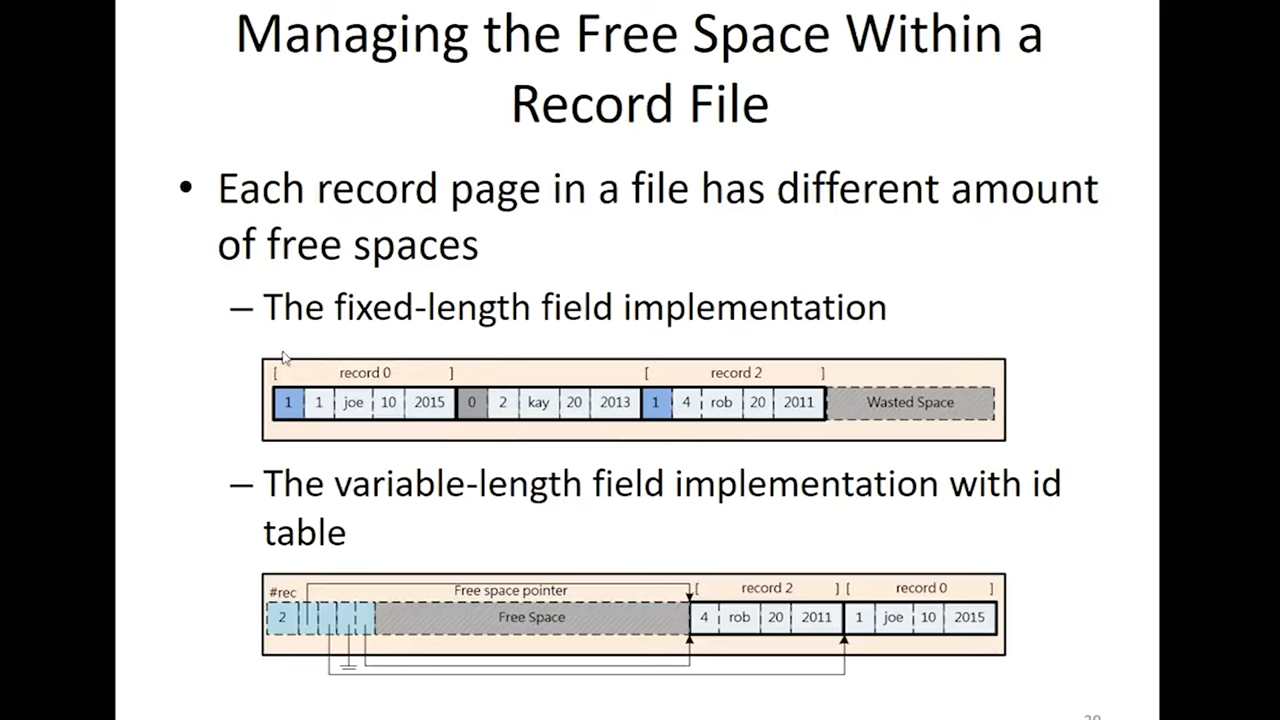 Managing the Free Space Within a
Record File
• Each record page in a file has different amount
of free spaces
– The fixed-length field implementation
[ record 0 ] [ record 2 ]
1 1 joe 10 2015 0 2 kay 20 2013 1 4 rob 20 2011 Wasted Space
– The variable-length field implementation with id
table
#rec Free space pointer [ record 2 ] [ record 0 ]
2 Free Space 4 rob 20 2011 1 joe 10 2015